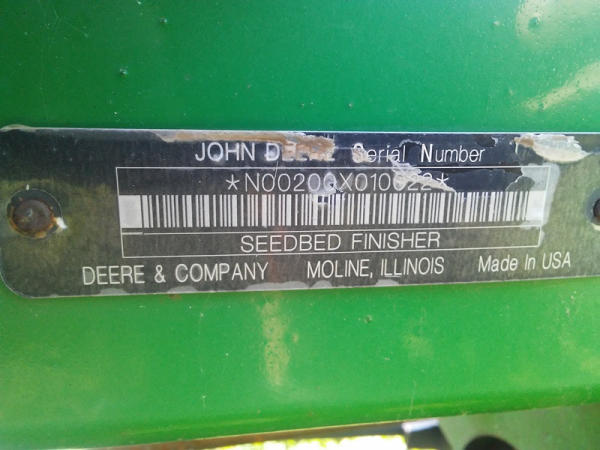 JOHN DEERE Serial Number
*N00200X010022*
SEEDBED FINISHER
DEERE & COMPANY MOLINE, ILLINOIS Made In USA